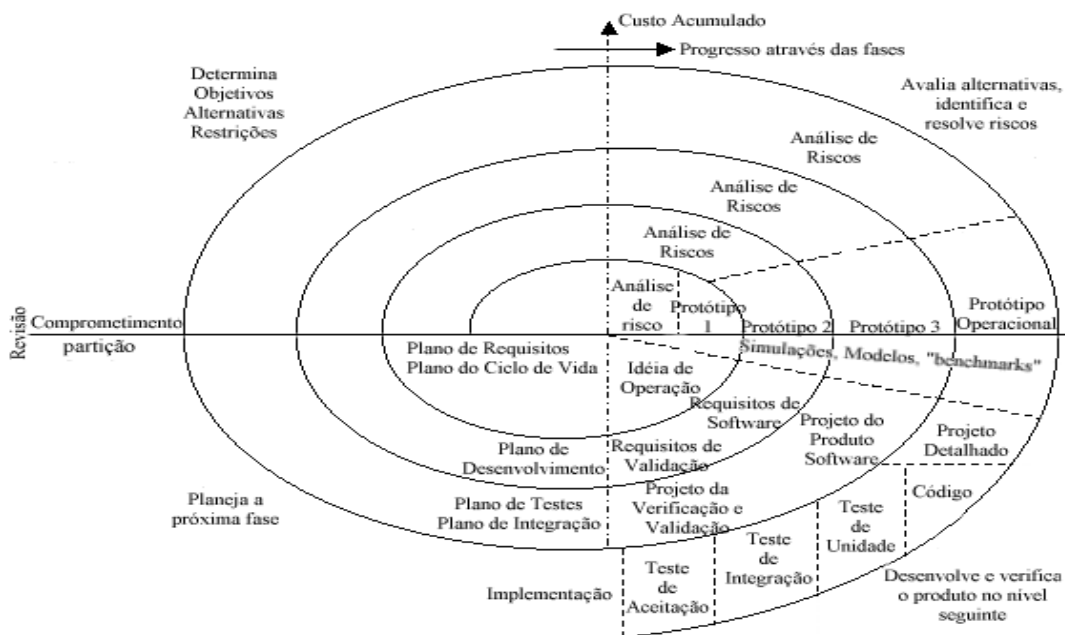 Custo Acumulado
Progresso através das fases
Determina
Objetivos
Alternativas
Restrições
Avalia alternativas,
identifica e
resolve riscos
Análise de
Riscos
Análise de
Riscos
Análise de
Riscos
Análise
de
risco
Protótipo
1
Protótipo 2
Protótipo 3
Protótipo
Operacional
Revisão
Comprometimento
partição
Simulações, Modelos, "benchmarks"
Plano de Requisitos
Plano do Ciclo de Vida
Idéia de
Operação
Requisitos de
Software
Projeto do
Produto
Software
Projeto
Detalhado
Plano de
Desenvolvimento
Requisitos de
Validação
Planeja a
próxima fase
Plano de Testes
Plano de Integração
Projeto da
Verificação e
Validação
Código
Teste
de
Unidade
Teste
de
Integração
Teste
de
Aceitação
Implementação
Desenvolve e verifica
o produto no nível
seguinte